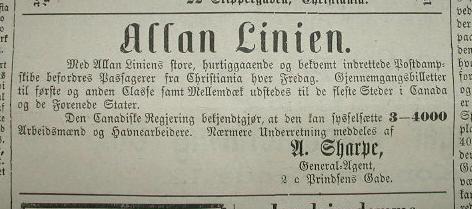 22 Skippergaden, Christiania.
Allan Linien.
Med Allan Liniens store, hurtiggaaende og bekvemt indrettede Postdamp-
skibe befordres Passagerer fra Christiania hver Fredag. Gjennemgangsbilletter
til første og anden Classe samt Mellemdæk udstedes til de fleste Steder i Canada
og de Forenede Stater.
Den Canadiske Regjering bekjendtgjør, at den kan sysselsætte 3-4000
Arbeidsmænd og Havnearbeidere. Nærmere Underretning meddeles af
A. Sharpe,
General-Agent,
2 c Prindsens Gade.